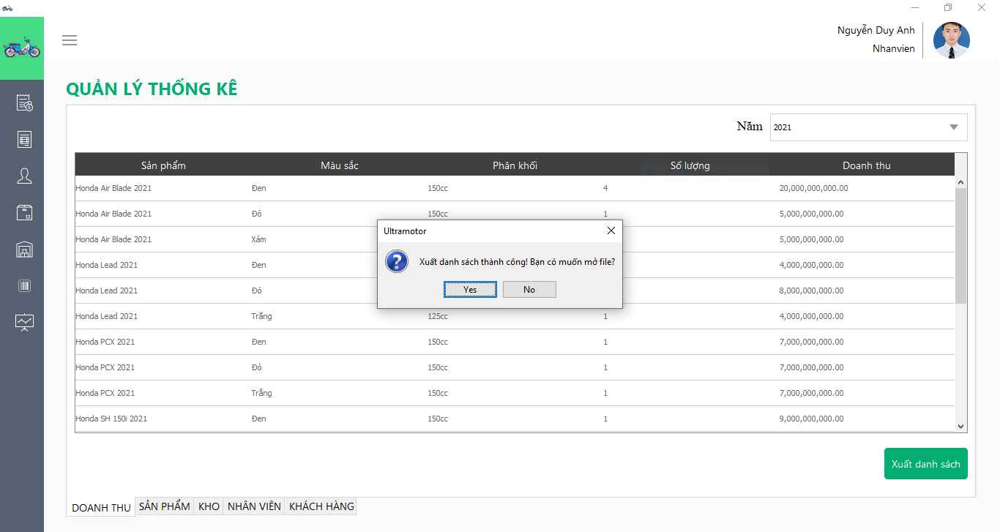 Nguyễn Duy Anh
Nhanvien
QUẢN LÝ THỐNG KÊ
Năm 2021
Sản phẩm Màu sắc Phân khối Số lượng Doanh thu
Honda Air Blade 2021 Đen 150cc 4 20,000,000,000.00
Honda Air Blade 2021 Đỏ 150cc 1 5,000,000,000.00
Honda Air Blade 2021 Xám 5,000,000,000.00
Honda Lead 2021 Đen 4,000,000,000.00
Honda Lead 2021 Đỏ 8,000,000,000.00
Honda Lead 2021 Trắng 125cc 1 4,000,000,000.00
Honda PCX 2021 Đen 150cc 1 7,000,000,000.00
Honda PCX 2021 Đỏ 150cc 1 7,000,000,000.00
Honda PCX 2021 Trắng 150cc 1 7,000,000,000.00
Honda SH 150i 2021 Đen 150cc 1 9,000,000,000.00
Ultramotor
Xuất danh sách thành công! Bạn có muốn mở file?
Yes No
Xuất danh sách
DOANH THU SẢN PHẨM KHO NHÂN VIÊN KHÁCH HÀNG